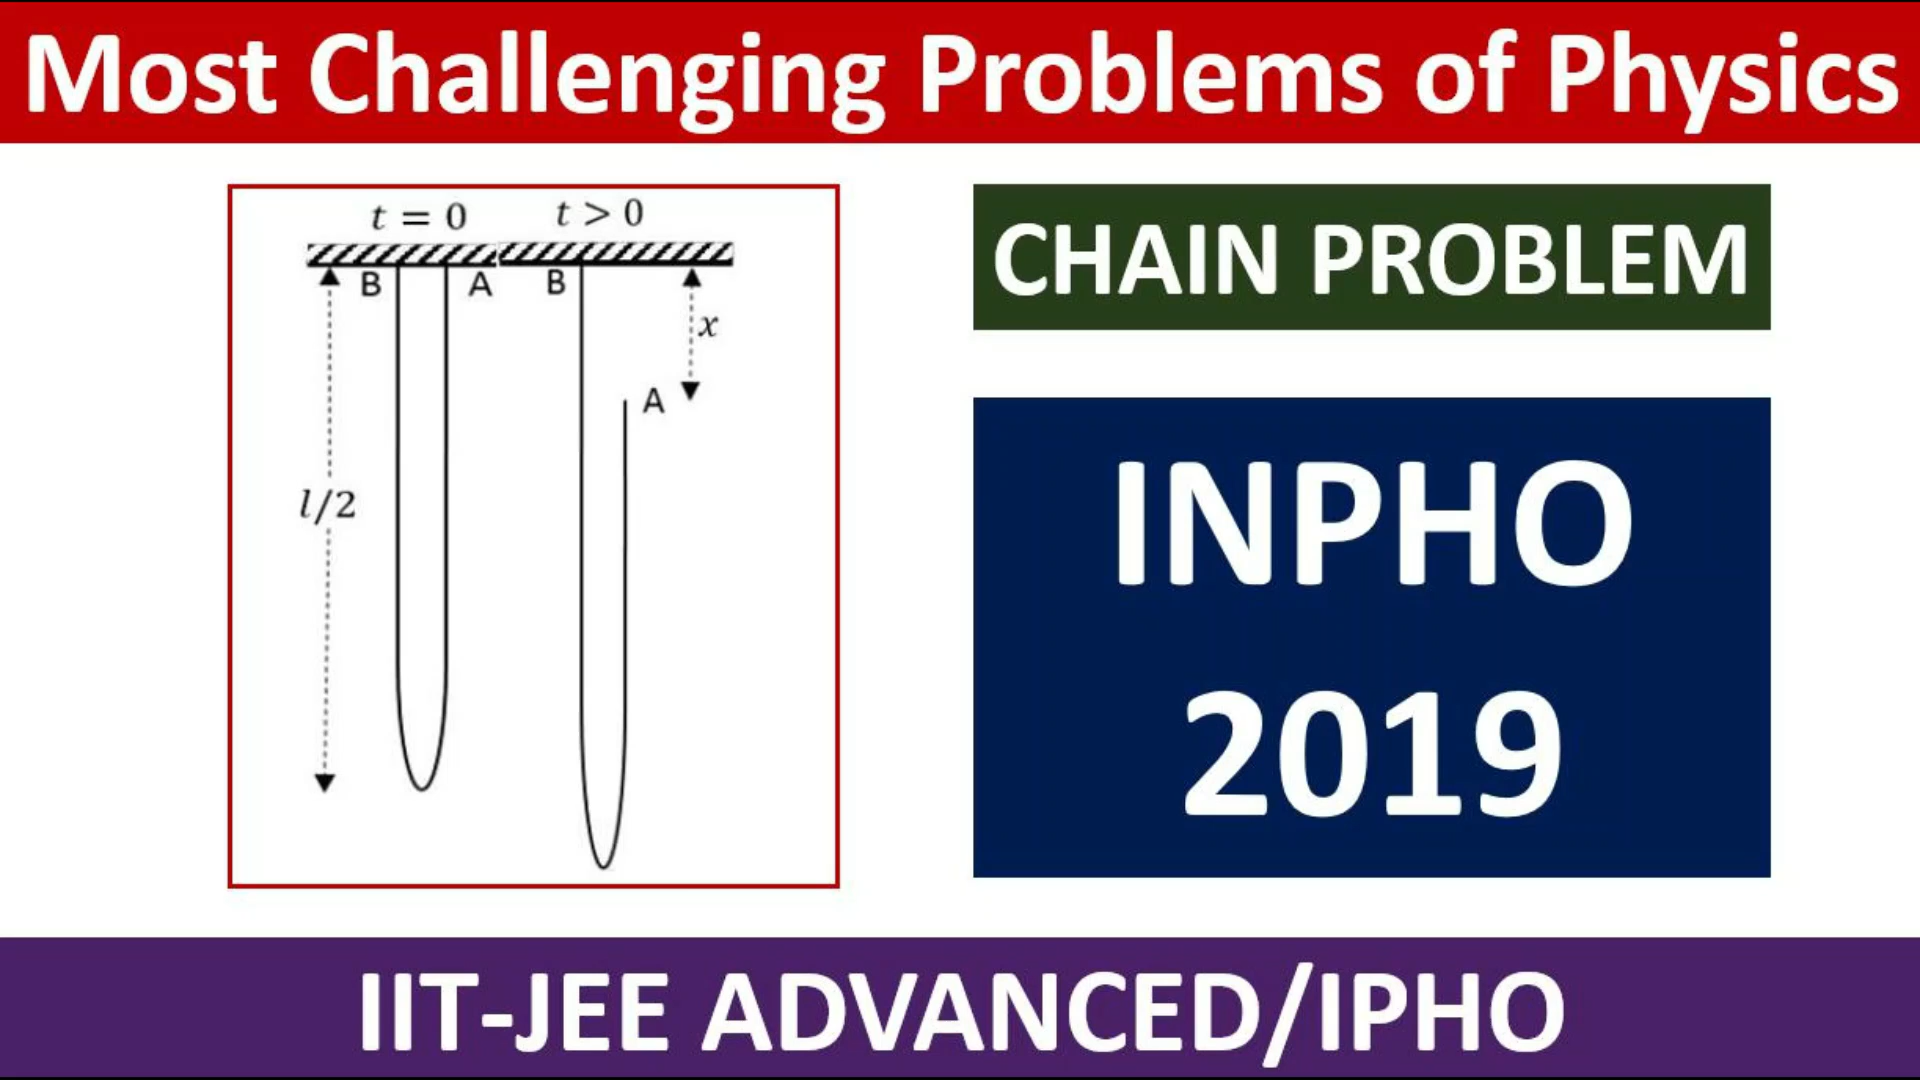 Most Challenging Problems of Physics
t = 0
t > 0
B
A
B
x
A
l/2
CHAIN PROBLEM
INPHO
2019
IIT-JEE ADVANCED/IPHO